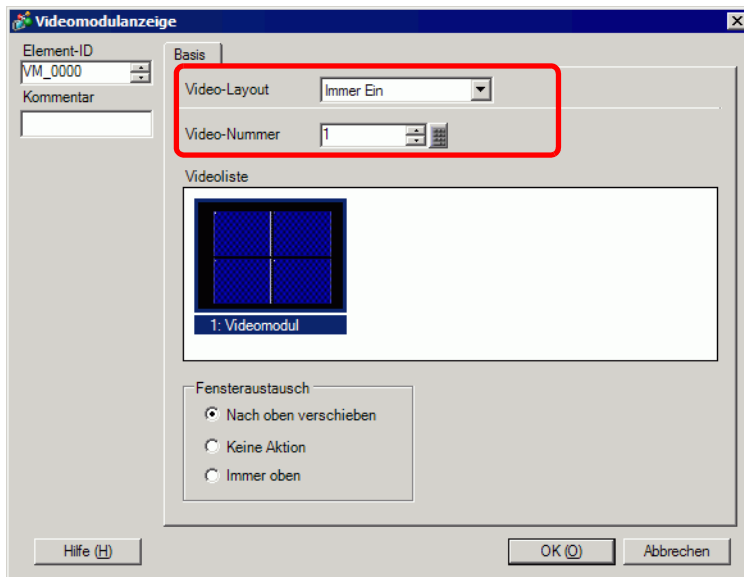 Videomodulanzeige
Element-ID
VM_0000
Kommentar
Basis
Video-Layout Immer Ein
Video-Nummer 1
Videoliste
1: Videomodul
Fensteraustausch
Nach oben verschieben
Keine Aktion
Immer oben
Hilfe (H) OK (O) Abbrechen